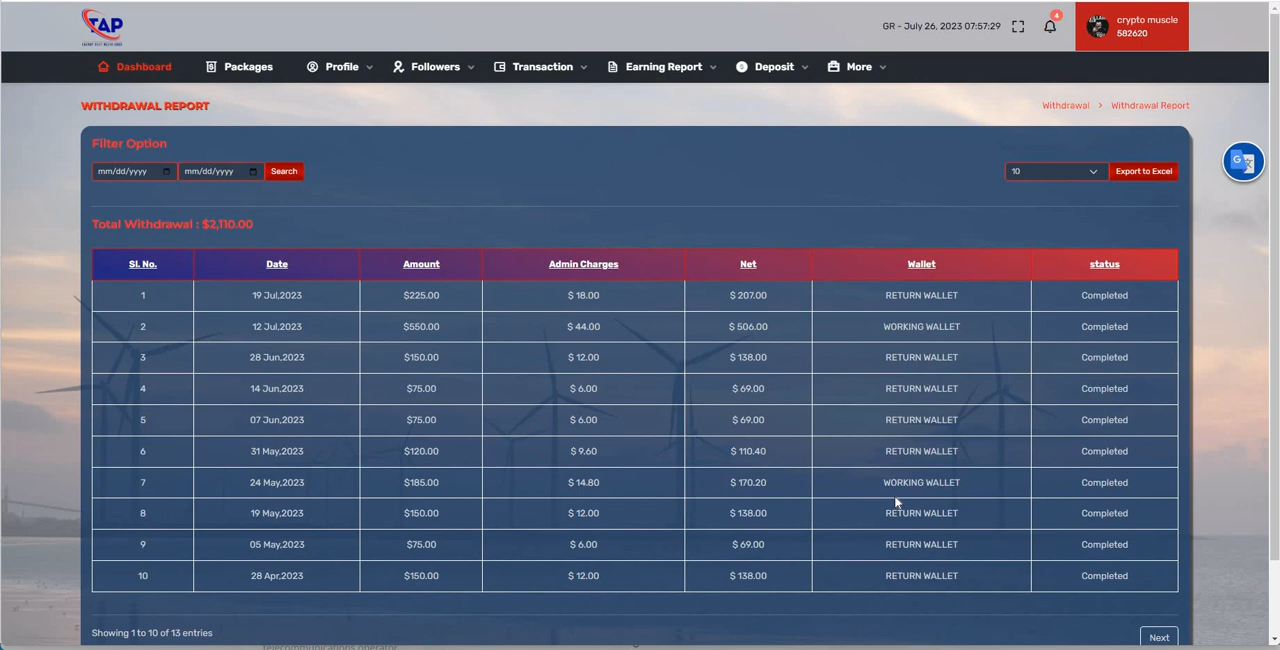 TAP
GR - July 26, 2023 07:57:29
4
crypto muscle
582620
Dashboard Packages Profile Followers Transaction Earning Report Deposit More
WITHDRAWAL REPORT
Withdrawal > Withdrawal Report
Filter Option
mm/dd/yyyy mm/dd/yyyy Search 10 Export to Excel
Total Withdrawal : $2,110.00
Sl. No. Date Amount Admin Charges Net Wallet status
1 19 Jul,2023 $225.00 $ 18.00 $ 207.00 RETURN WALLET Completed
2 12 Jul,2023 $550.00 $ 44.00 $ 506.00 WORKING WALLET Completed
3 28 Jun,2023 $150.00 $ 12.00 $ 138.00 RETURN WALLET Completed
4 14 Jun,2023 $75.00 $ 6.00 $ 69.00 RETURN WALLET Completed
5 07 Jun,2023 $75.00 $ 6.00 $ 69.00 RETURN WALLET Completed
6 31 May,2023 $120.00 $ 9.60 $ 110.40 RETURN WALLET Completed
7 24 May,2023 $185.00 $ 14.80 $ 170.20 WORKING WALLET Completed
8 19 May,2023 $150.00 $ 12.00 $ 138.00 RETURN WALLET Completed
9 05 May,2023 $75.00 $ 6.00 $ 69.00 RETURN WALLET Completed
10 28 Apr,2023 $150.00 $ 12.00 $ 138.00 RETURN WALLET Completed
Showing 1 to 10 of 13 entries
Next